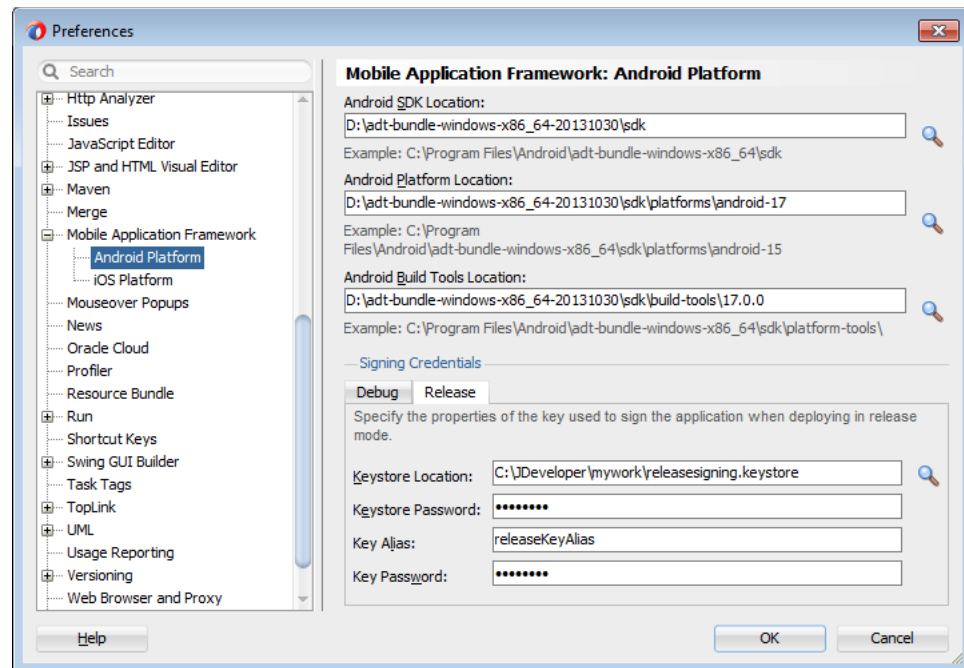 Preferences
Search
Http Analyzer
Issues
JavaScript Editor
JSP and HTML Visual Editor
Maven
Merge
Mobile Application Framework
Android Platform
iOS Platform
Mouseover Popups
News
Oracle Cloud
Profiler
Resource Bundle
Run
Shortcut Keys
Swing GUI Builder
Task Tags
TopLink
UML
Usage Reporting
Versioning
Web Browser and Proxy
Mobile Application Framework: Android Platform
Android SDK Location:
D:\adt-bundle-windows-x86_64-20131030\sdk
Example: C:\Program Files\Android\adt-bundle-windows-x86_64\sdk
Android Platform Location:
D:\adt-bundle-windows-x86_64-20131030\sdk\platforms\android-17
Example: C:\Program
Files\Android\adt-bundle-windows-x86_64\sdk\platforms\android-15
Android Build Tools Location:
D:\adt-bundle-windows-x86_64-20131030\sdk\build-tools\17.0.0
Example: C:\Program Files\Android\adt-bundle-windows-x86_64\sdk\platform-tools\
Signing Credentials
Debug Release
Specify the properties of the key used to sign the application when deploying in release
mode.
Keystore Location: C:\JDeveloper\mywork\releasesigning.keystore
Keystore Password: ••••••••
Key Alias: releaseKeyAlias
Key Password: ••••••••
Help OK Cancel